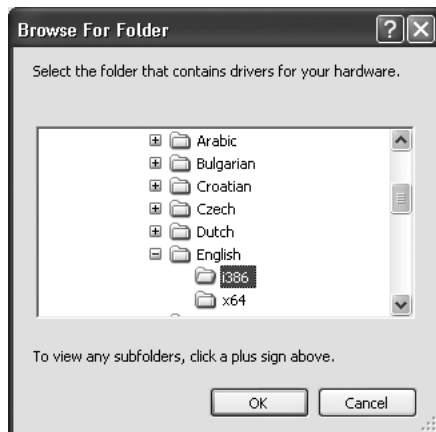 Browse For Folder
Select the folder that contains drivers for your hardware.
Arabic
Bulgarian
Croatian
Czech
Dutch
English
i386
x64
To view any subfolders, click a plus sign above.
OK Cancel